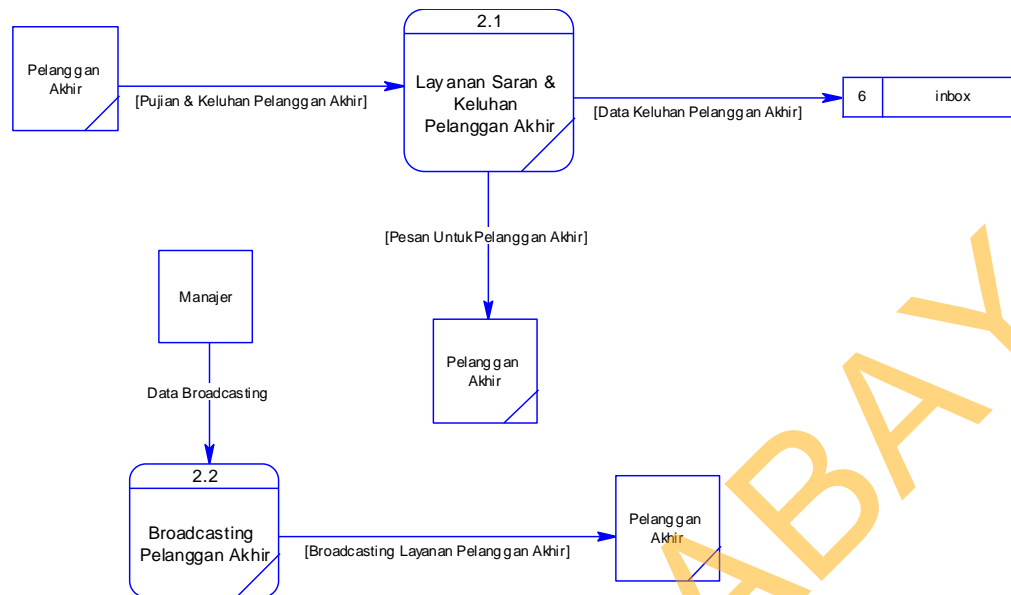 2.1
Pelanggan
Akhir
Layanan Saran &
Keluhan
Pelanggan Akhir
[Pujian & Keluhan Pelanggan Akhir]
[Data Keluhan Pelanggan Akhir]
6
inbox
[Pesan Untuk Pelanggan Akhir]
Manajer
Pelanggan
Akhir
Data Broadcasting
2.2
Broadcasting
Pelanggan Akhir
[Broadcasting Layanan Pelanggan Akhir]
Pelanggan
Akhir
ABAY